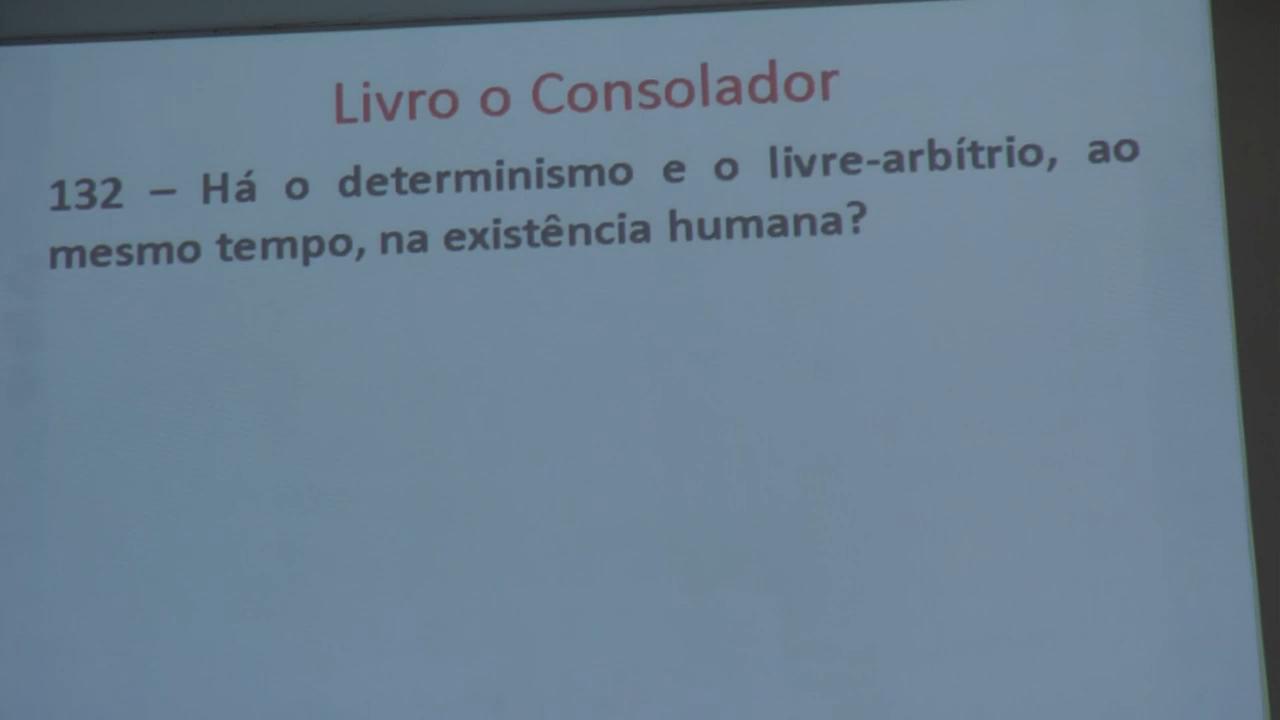 Livro o Consolador
132 – Há o determinismo e o livre-arbítrio, ao
mesmo tempo, na existência humana?